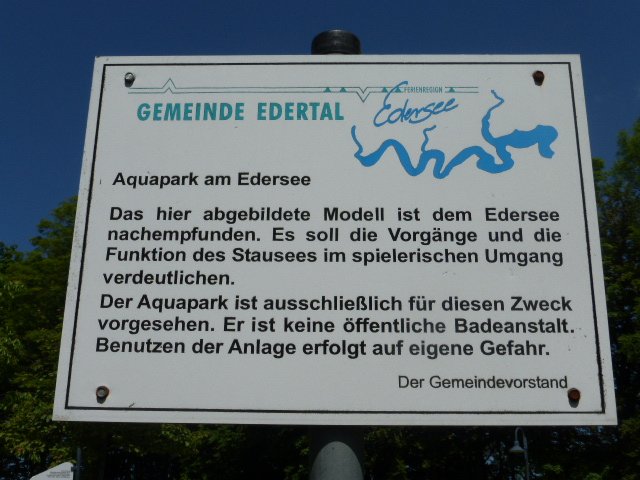 FERIENREGION
GEMEINDE EDERTAL
Edersee
Aquapark am Edersee
Das hier abgebildete Modell ist dem Edersee
nachempfunden. Es soll die Vorgänge und die
Funktion des Stausees im spielerischen Umgang
verdeutlichen.
Der Aquapark ist ausschließlich für diesen Zweck
vorgesehen. Er ist keine öffentliche Badeanstalt.
Benutzen der Anlage erfolgt auf eigene Gefahr.
Der Gemeindevorstand